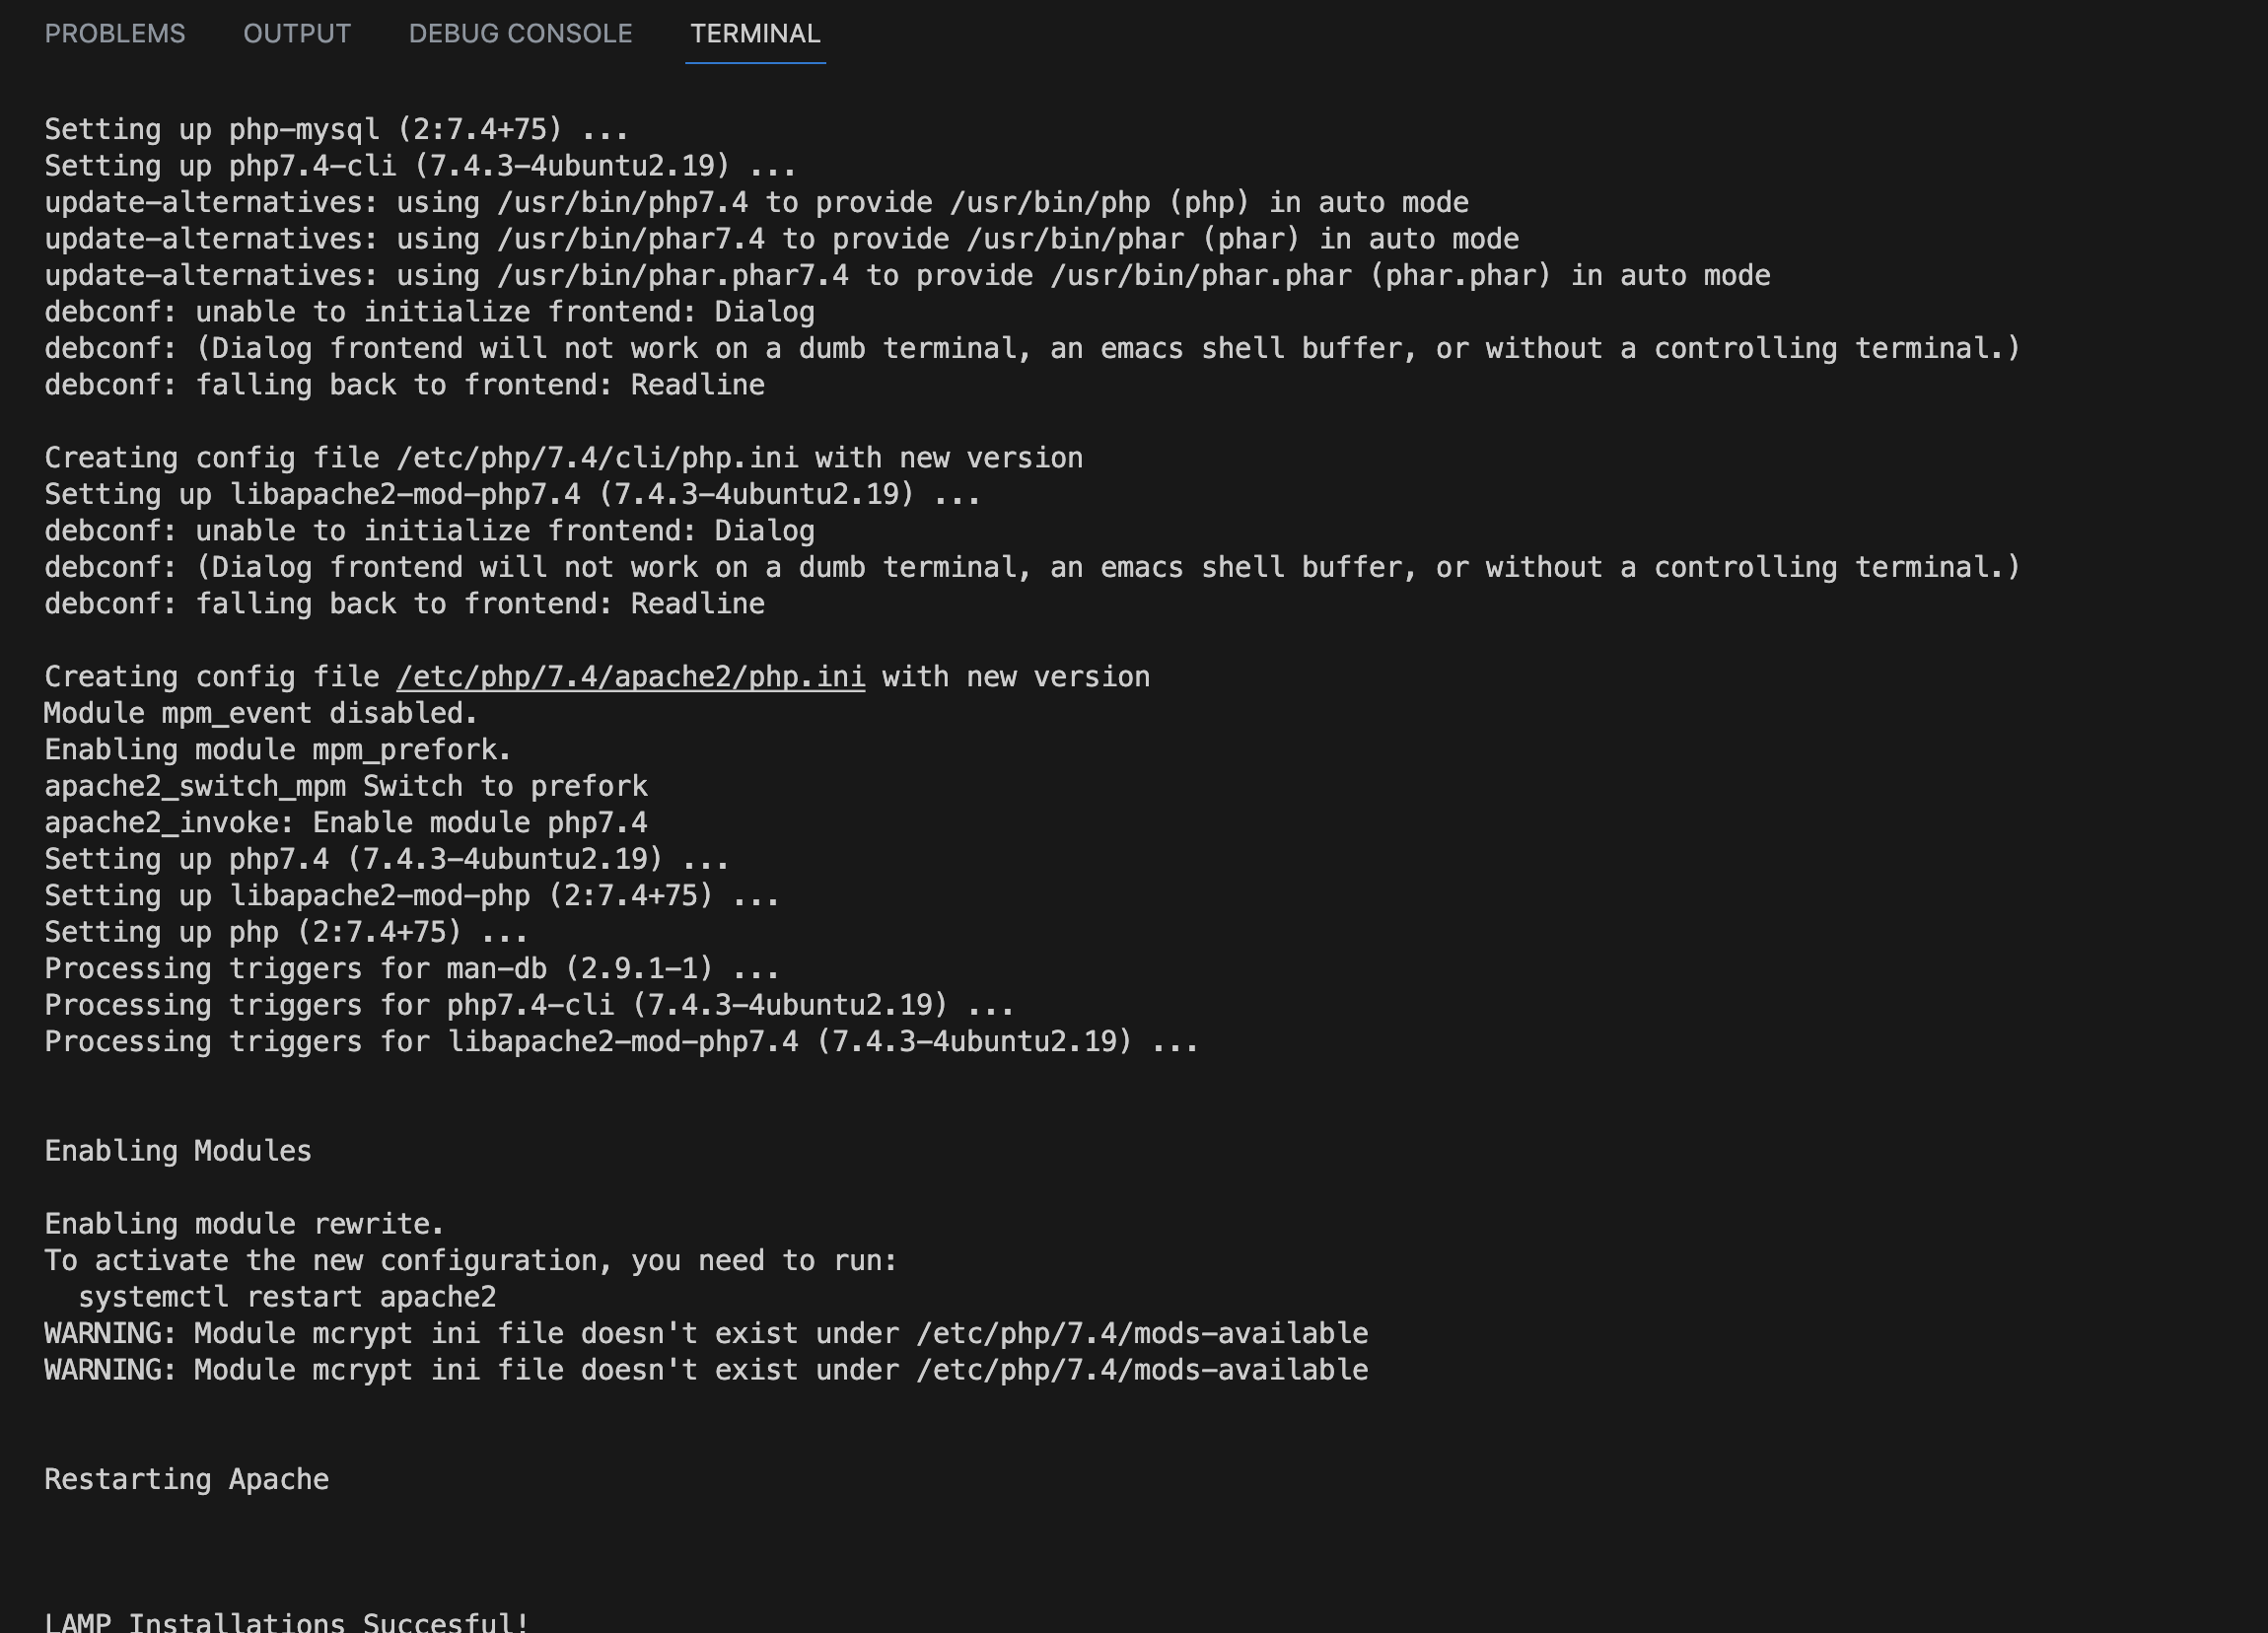 PROBLEMS OUTPUT DEBUG CONSOLE TERMINAL
Setting up php-mysql (2:7.4+75) ...
Setting up php7.4-cli (7.4.3-4ubuntu2.19) ...
update-alternatives: using /usr/bin/php7.4 to provide /usr/bin/php (php) in auto mode
update-alternatives: using /usr/bin/phar7.4 to provide /usr/bin/phar (phar) in auto mode
update-alternatives: using /usr/bin/phar.phar7.4 to provide /usr/bin/phar.phar (phar.phar) in auto mode
debconf: unable to initialize frontend: Dialog
debconf: (Dialog frontend will not work on a dumb terminal, an emacs shell buffer, or without a controlling terminal.)
debconf: falling back to frontend: Readline
Creating config file /etc/php/7.4/cli/php.ini with new version
Setting up libapache2-mod-php7.4 (7.4.3-4ubuntu2.19) ...
debconf: unable to initialize frontend: Dialog
debconf: (Dialog frontend will not work on a dumb terminal, an emacs shell buffer, or without a controlling terminal.)
debconf: falling back to frontend: Readline
Creating config file /etc/php/7.4/apache2/php.ini with new version
Module mpm_event disabled.
Enabling module mpm_prefork.
apache2_switch_mpm Switch to prefork
apache2_invoke: Enable module php7.4
Setting up php7.4 (7.4.3-4ubuntu2.19) ...
Setting up libapache2-mod-php (2:7.4+75) ...
Setting up php (2:7.4+75) ...
Processing triggers for man-db (2.9.1-1) ...
Processing triggers for php7.4-cli (7.4.3-4ubuntu2.19) ...
Processing triggers for libapache2-mod-php7.4 (7.4.3-4ubuntu2.19) ...
Enabling Modules
Enabling module rewrite.
To activate the new configuration, you need to run:
systemctl restart apache2
WARNING: Module mcrypt ini file doesn't exist under /etc/php/7.4/mods-available
WARNING: Module mcrypt ini file doesn't exist under /etc/php/7.4/mods-available
Restarting Apache
LAMP Installations Succesful!